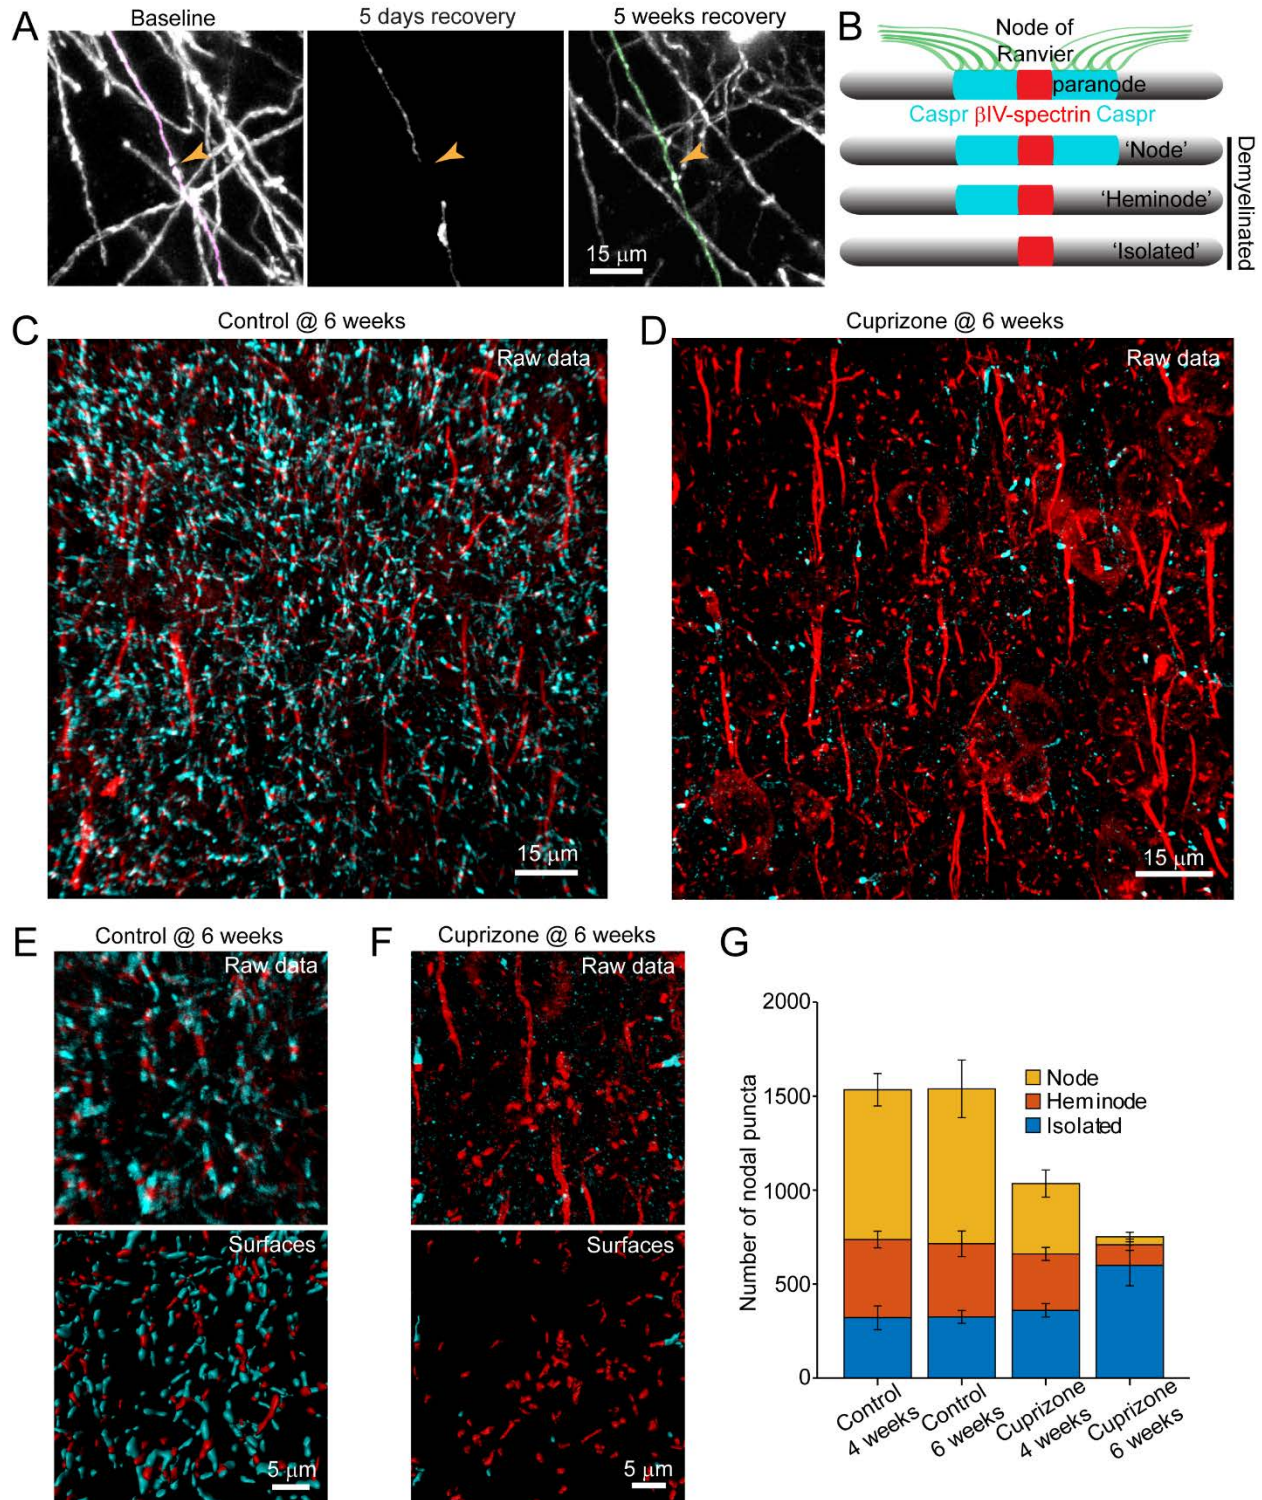 A
Baseline
5 days recovery
5 weeks recovery
15 μm
B
Node of
Ranvier
paranode
Caspr βIV-spectrin Caspr
'Node'
'Heminode'
'Isolated'
Demyelinated
C
Control @ 6 weeks
Raw data
15 μm
D
Cuprizone @ 6 weeks
Raw data
15 μm
E
Control @ 6 weeks
Raw data
Surfaces
5 μm
F
Cuprizone @ 6 weeks
Raw data
Surfaces
5 μm
G
Number of nodal puncta
2000
1500
1000
500
0
Node
Heminode
Isolated
Control
4 weeks
Control
6 weeks
Cuprizone
4 weeks
Cuprizone
6 weeks